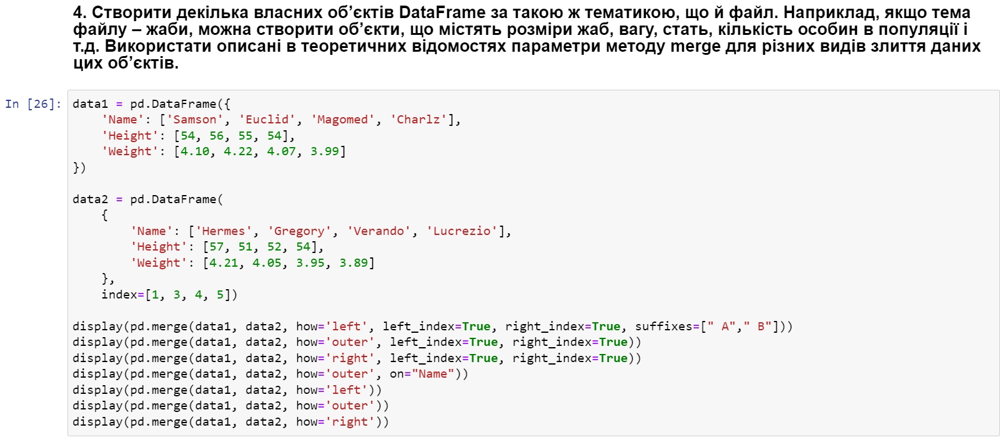 4. Створити декілька власних об’єктів DataFrame за такою ж тематикою, що й файл. Наприклад, якщо тема
файлу – жаби, можна створити об’єкти, що містять розміри жаб, вагу, стать, кількість особин в популяції і
т.д. Використати описані в теоретичних відомостях параметри методу merge для різних видів злиття даних
цих об’єктів.
In [26]: data1 = pd.DataFrame({
    'Name': ['Samson', 'Euclid', 'Magomed', 'Charlz'],
    'Height': [54, 56, 55, 54],
    'Weight': [4.10, 4.22, 4.07, 3.99]
})
data2 = pd.DataFrame(
    {
        'Name': ['Hermes', 'Gregory', 'Verando', 'Lucrezio'],
        'Height': [57, 51, 52, 54],
        'Weight': [4.21, 4.05, 3.95, 3.89]
    },
    index=[1, 3, 4, 5])
display(pd.merge(data1, data2, how='left', left_index=True, right_index=True, suffixes=[" A"," B"]))
display(pd.merge(data1, data2, how='outer', left_index=True, right_index=True))
display(pd.merge(data1, data2, how='right', left_index=True, right_index=True))
display(pd.merge(data1, data2, how='outer', on="Name"))
display(pd.merge(data1, data2, how='left'))
display(pd.merge(data1, data2, how='outer'))
display(pd.merge(data1, data2, how='right'))